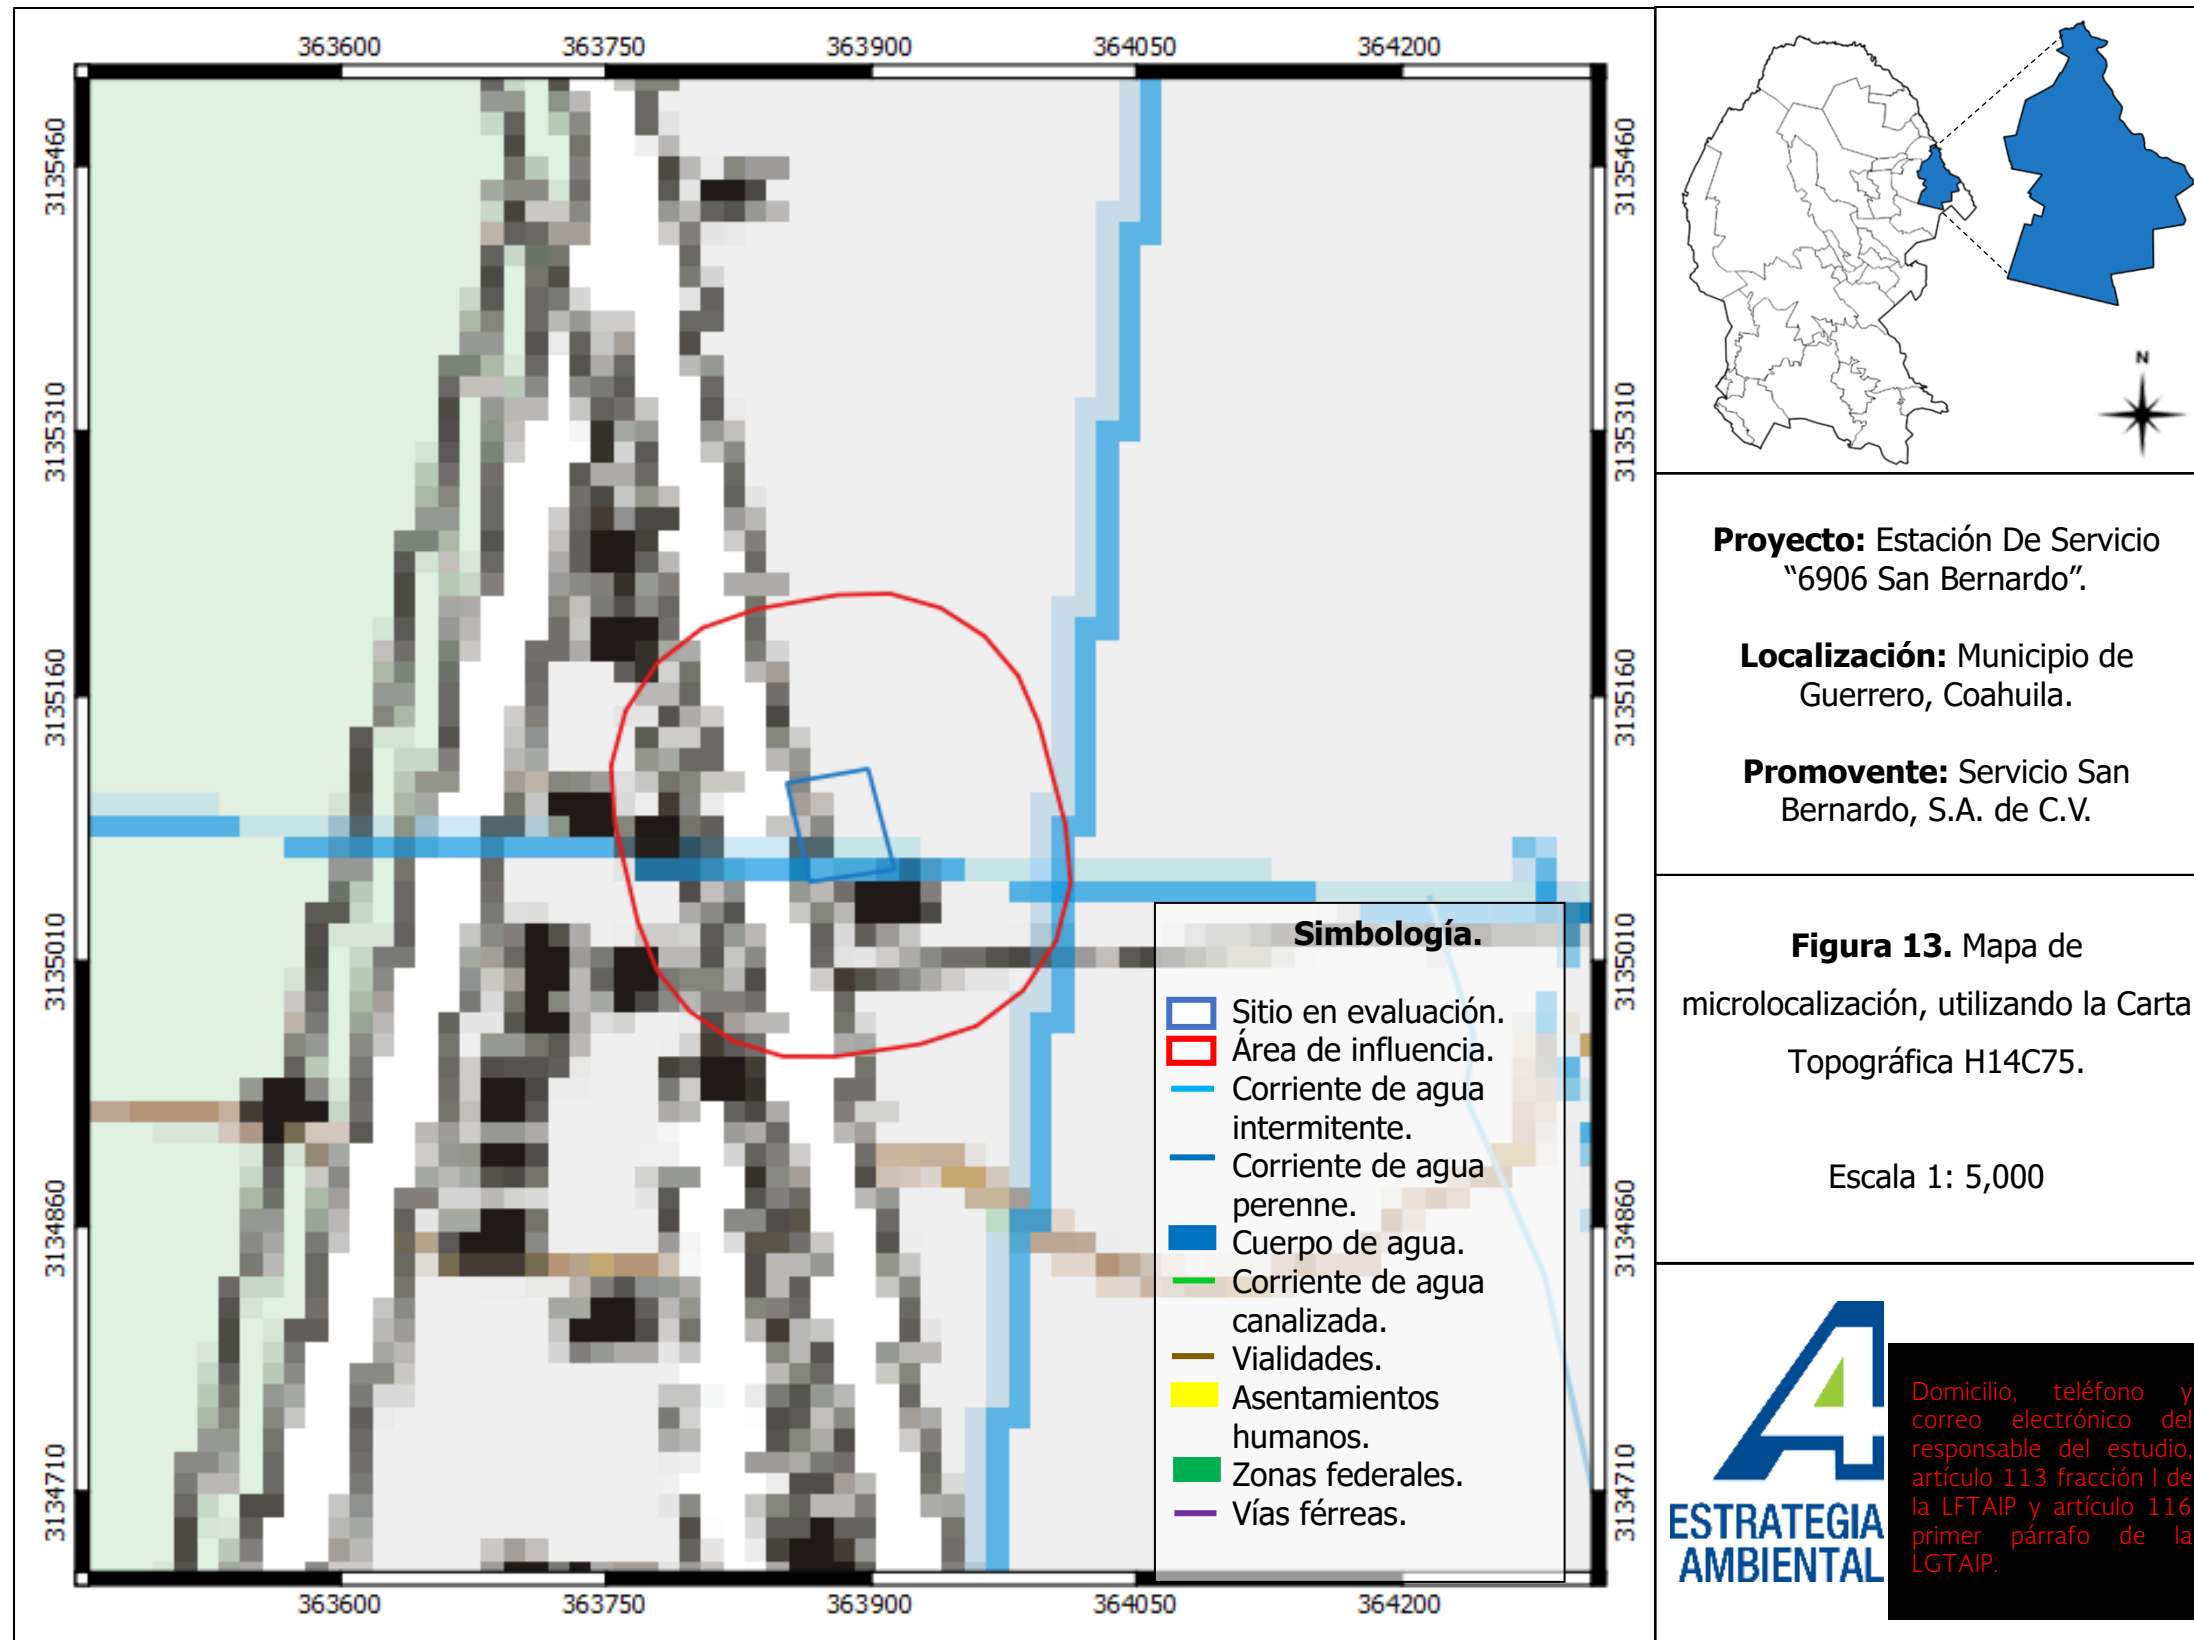 363600 363750 363900 364050 364200
3135460 3135460
3135310 3135310
3135160 3135160
3135010 3135010
3134860 3134860
3134710 3134710
363600 363750 363900 364050 364200
Simbología.
Sitio en evaluación.
Área de influencia.
Corriente de agua
intermitente.
Corriente de agua
perenne.
Cuerpo de agua.
Corriente de agua
canalizada.
Vialidades.
Asentamientos
humanos.
Zonas federales.
Vías férreas.
N
Proyecto: Estación De Servicio
“6906 San Bernardo”.
Localización: Municipio de
Guerrero, Coahuila.
Promovente: Servicio San
Bernardo, S.A. de C.V.
Figura 13. Mapa de
microlocalización, utilizando la Carta
Topográfica H14C75.
Escala 1: 5,000
ESTRATEGIA
AMBIENTAL
Domicilio, teléfono y
correo electrónico del
responsable del estudio,
artículo 113 fracción I de
la LFTAIP y artículo 116
primer párrafo de la
LGTAIP.